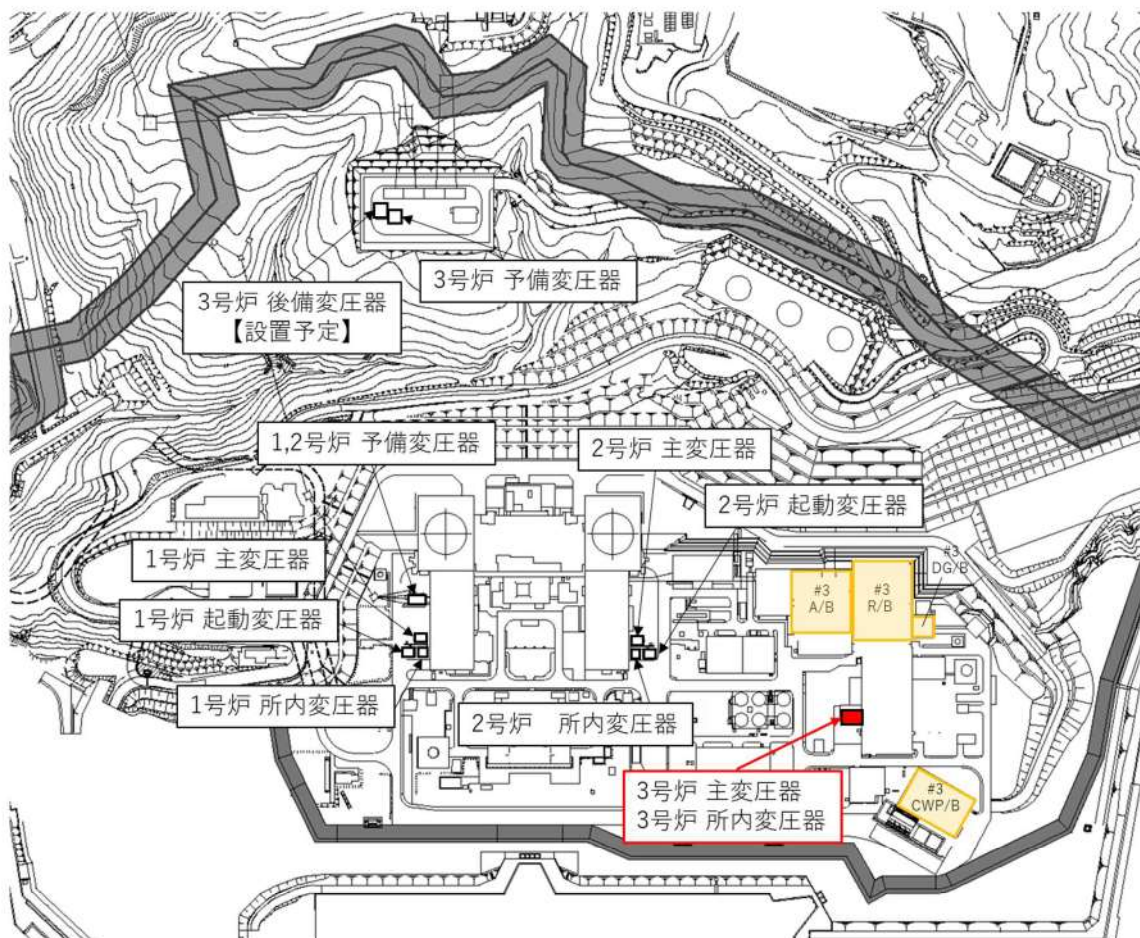 3号炉 予備変圧器
3号炉 後備変圧器
【設置予定】
1,2号炉 予備変圧器
2号炉 主変圧器
2号炉 起動変圧器
1号炉 主変圧器
#3
DG/B
#3
A/B
#3
R/B
1号炉 起動変圧器
1号炉 所内変圧器
2号炉 所内変圧器
3号炉 主変圧器
3号炉 所内変圧器
#3
CWP/B